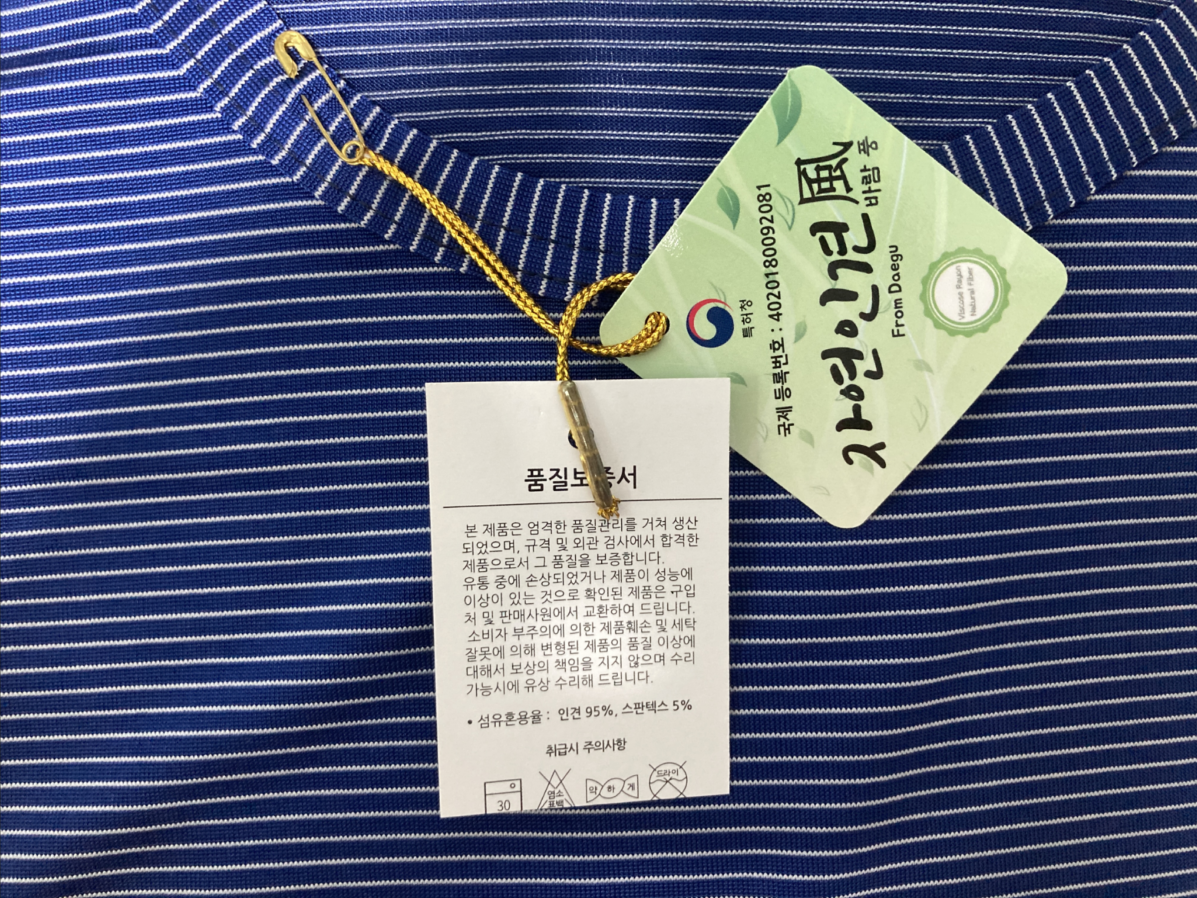 특허청
국제 등록번호 : 4020180092081
자연인견 風
바람 풍
From Daegu
Viscose Rayon
Natural Fiber
품질보증서
본 제품은 엄격한 품질관리를 거쳐 생산
되었으며, 규격 및 외관 검사에서 합격한
제품으로서 그 품질을 보증합니다.
유통 중에 손상되었거나 제품이 성능에
이상이 있는 것으로 확인된 제품은 구입
처 및 판매사원에서 교환하여 드립니다.
소비자 부주의에 의한 제품훼손 및 세탁
잘못에 의해 변형된 제품의 품질 이상에
대해서 보상의 책임을 지지 않으며 수리
가능시에 유상 수리해 드립니다.
• 섬유혼용율 : 인견 95%, 스판텍스 5%
취급시 주의사항
30
염소
표백
약하게
드라이